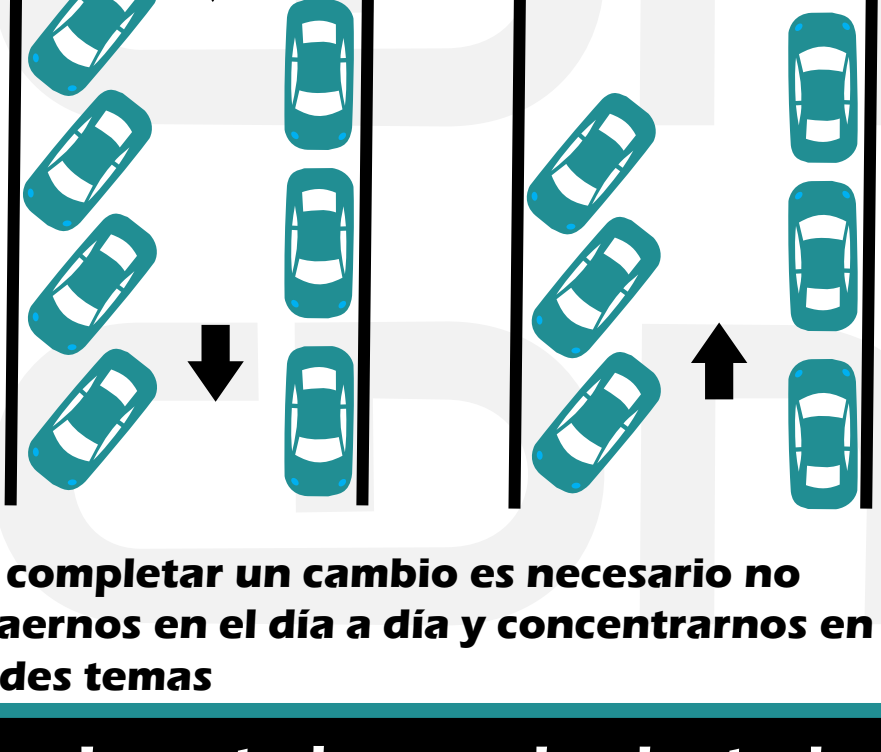 completar un cambio es necesario no
aernos en el día a día y concentrarnos en
des temas